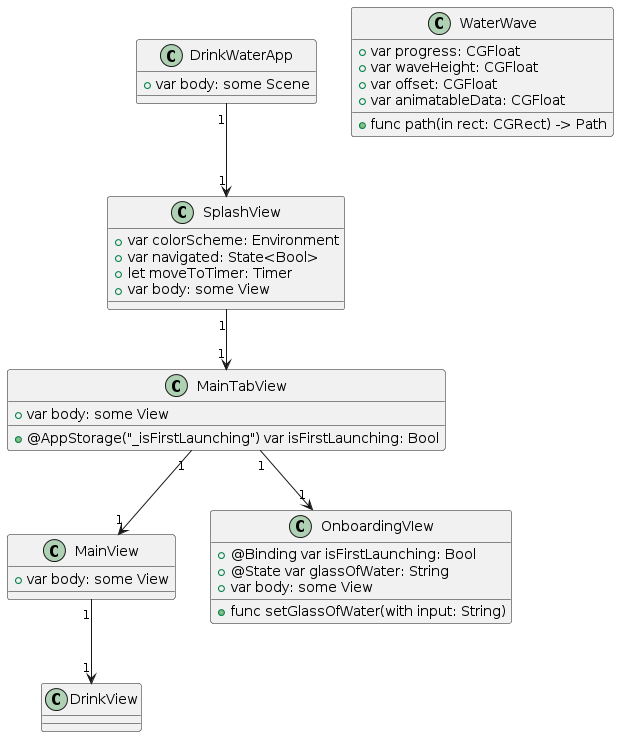 C DrinkWaterApp
var body: some Scene
C WaterWave
var progress: CGFloat
var waveHeight: CGFloat
var offset: CGFloat
var animatableData: CGFloat
func path(in rect: CGRect) -> Path
1
1
C SplashView
var colorScheme: Environment
var navigated: State<Bool>
let moveToTimer: Timer
var body: some View
1
1
C MainTabView
var body: some View
@AppStorage("_isFirstLaunching") var isFirstLaunching: Bool
1 1
1 1
C MainView
var body: some View
C OnboardingVIew
@Binding var isFirstLaunching: Bool
@State var glassOfWater: String
var body: some View
func setGlassOfWater(with input: String)
1
1
C DrinkView